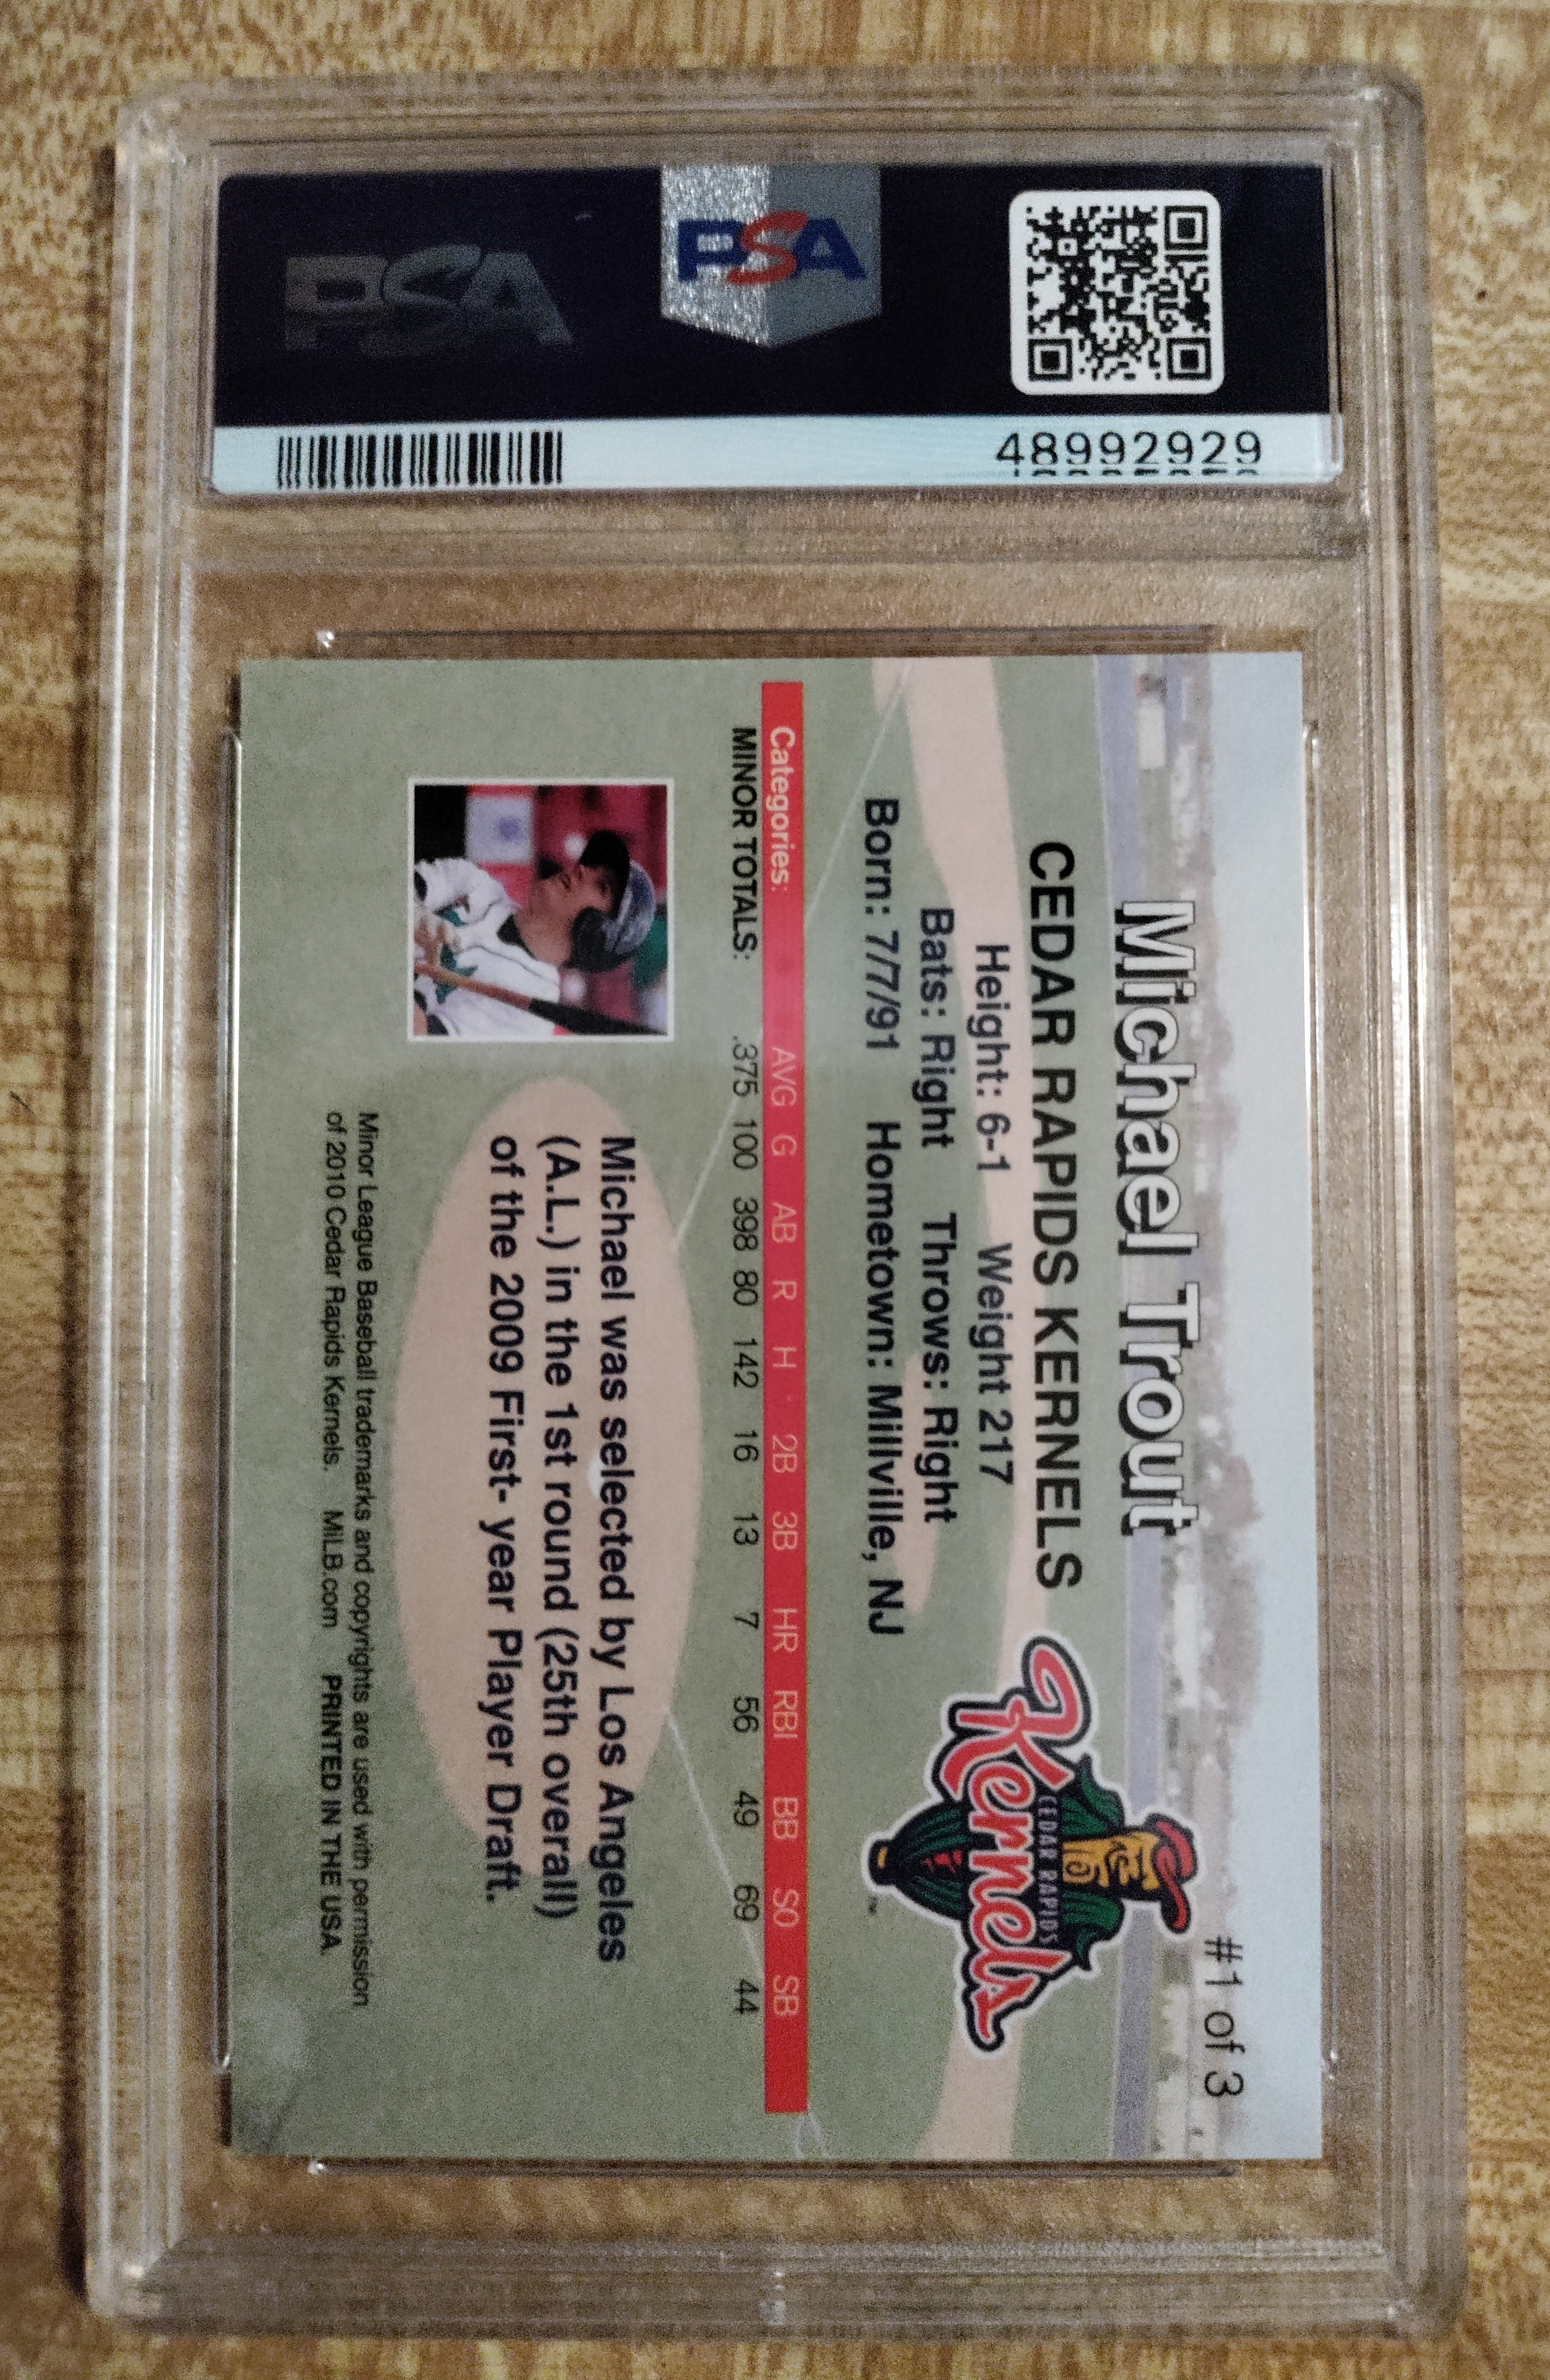 PSA
PSA
48992929
#1 of 3
Michael Trout
CEDAR RAPIDS KERNELS
Height: 6-1 Weight 217
Bats: Right Throws: Right
Born: 7/7/91 Hometown: Millville, NJ
CEDAR RAPIDS
Kernels
™
Categories: AVG G AB R H 2B 3B HR RBI BB SO SB
MINOR TOTALS: .375 100 398 80 142 16 13 7 56 49 69 44
Michael was selected by Los Angeles
(A.L.) in the 1st round (25th overall)
of the 2009 First- year Player Draft.
Minor League Baseball trademarks and copyrights are used with permission
of 2010 Cedar Rapids Kernels. MiLB.com PRINTED IN THE USA.